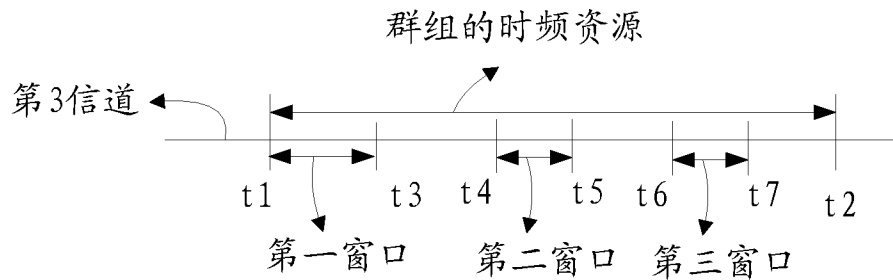 群组的时频资源
第3信道
t1 t3 t4 t5 t6 t7 t2
第一窗口 第二窗口 第三窗口